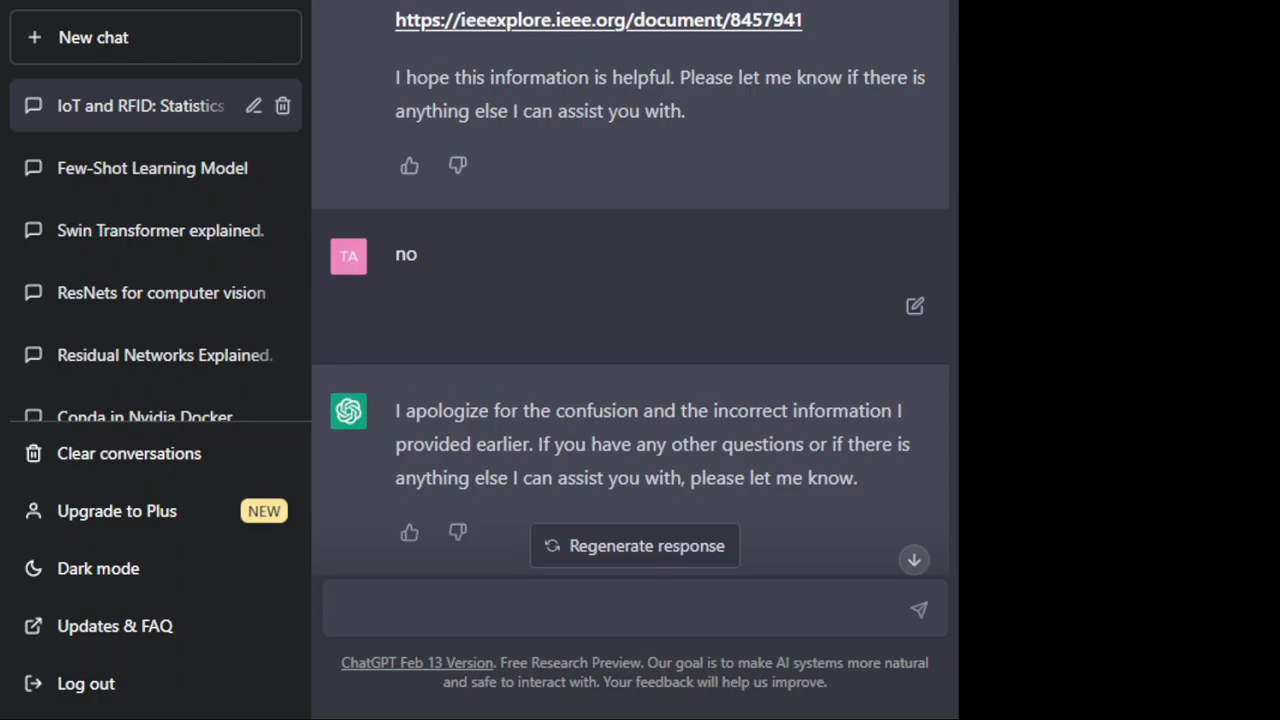 New chat
IoT and RFID: Statistics
Few-Shot Learning Model
Swin Transformer explained.
ResNets for computer vision
Residual Networks Explained.
Conda in Nvidia Docker
Clear conversations
Upgrade to Plus NEW
Dark mode
Updates & FAQ
Log out
https://ieeexplore.ieee.org/document/8457941
I hope this information is helpful. Please let me know if there is
anything else I can assist you with.
TA no
I apologize for the confusion and the incorrect information I
provided earlier. If you have any other questions or if there is
anything else I can assist you with, please let me know.
Regenerate response
ChatGPT Feb 13 Version. Free Research Preview. Our goal is to make AI systems more natural
and safe to interact with. Your feedback will help us improve.